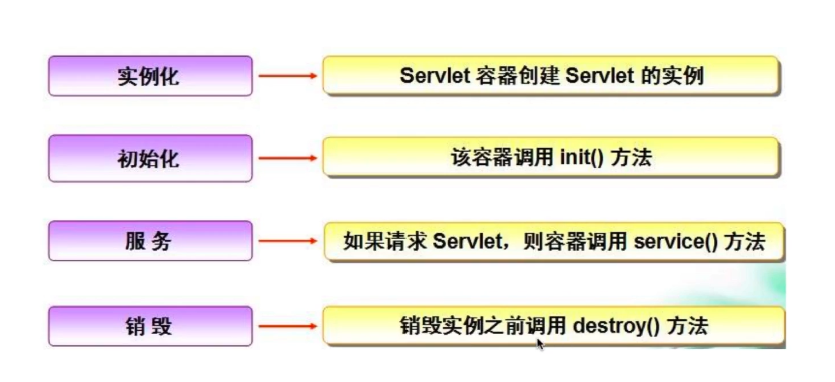 实例化
Servlet 容器创建 Servlet 的实例
初始化
该容器调用 init() 方法
服 务
如果请求 Servlet，则容器调用 service() 方法
销 毁
销毁实例之前调用 destroy() 方法